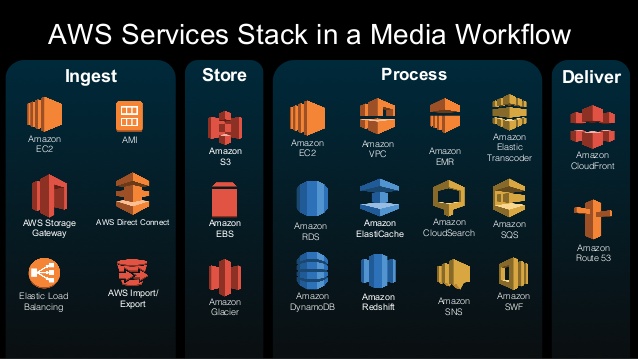 AWS Services Stack in a Media Workflow
Ingest
Amazon
EC2
AMI
AWS Storage
Gateway
AWS Direct Connect
Elastic Load
Balancing
AWS Import/
Export
Store
Amazon
S3
Amazon
EBS
Amazon
Glacier
Process
Amazon
EC2
Amazon
VPC
Amazon
EMR
Amazon
Elastic
Transcoder
Amazon
RDS
Amazon
ElastiCache
Amazon
CloudSearch
Amazon
SQS
Amazon
DynamoDB
Amazon
Redshift
Amazon
SNS
Amazon
SWF
Deliver
Amazon
CloudFront
Amazon
Route 53